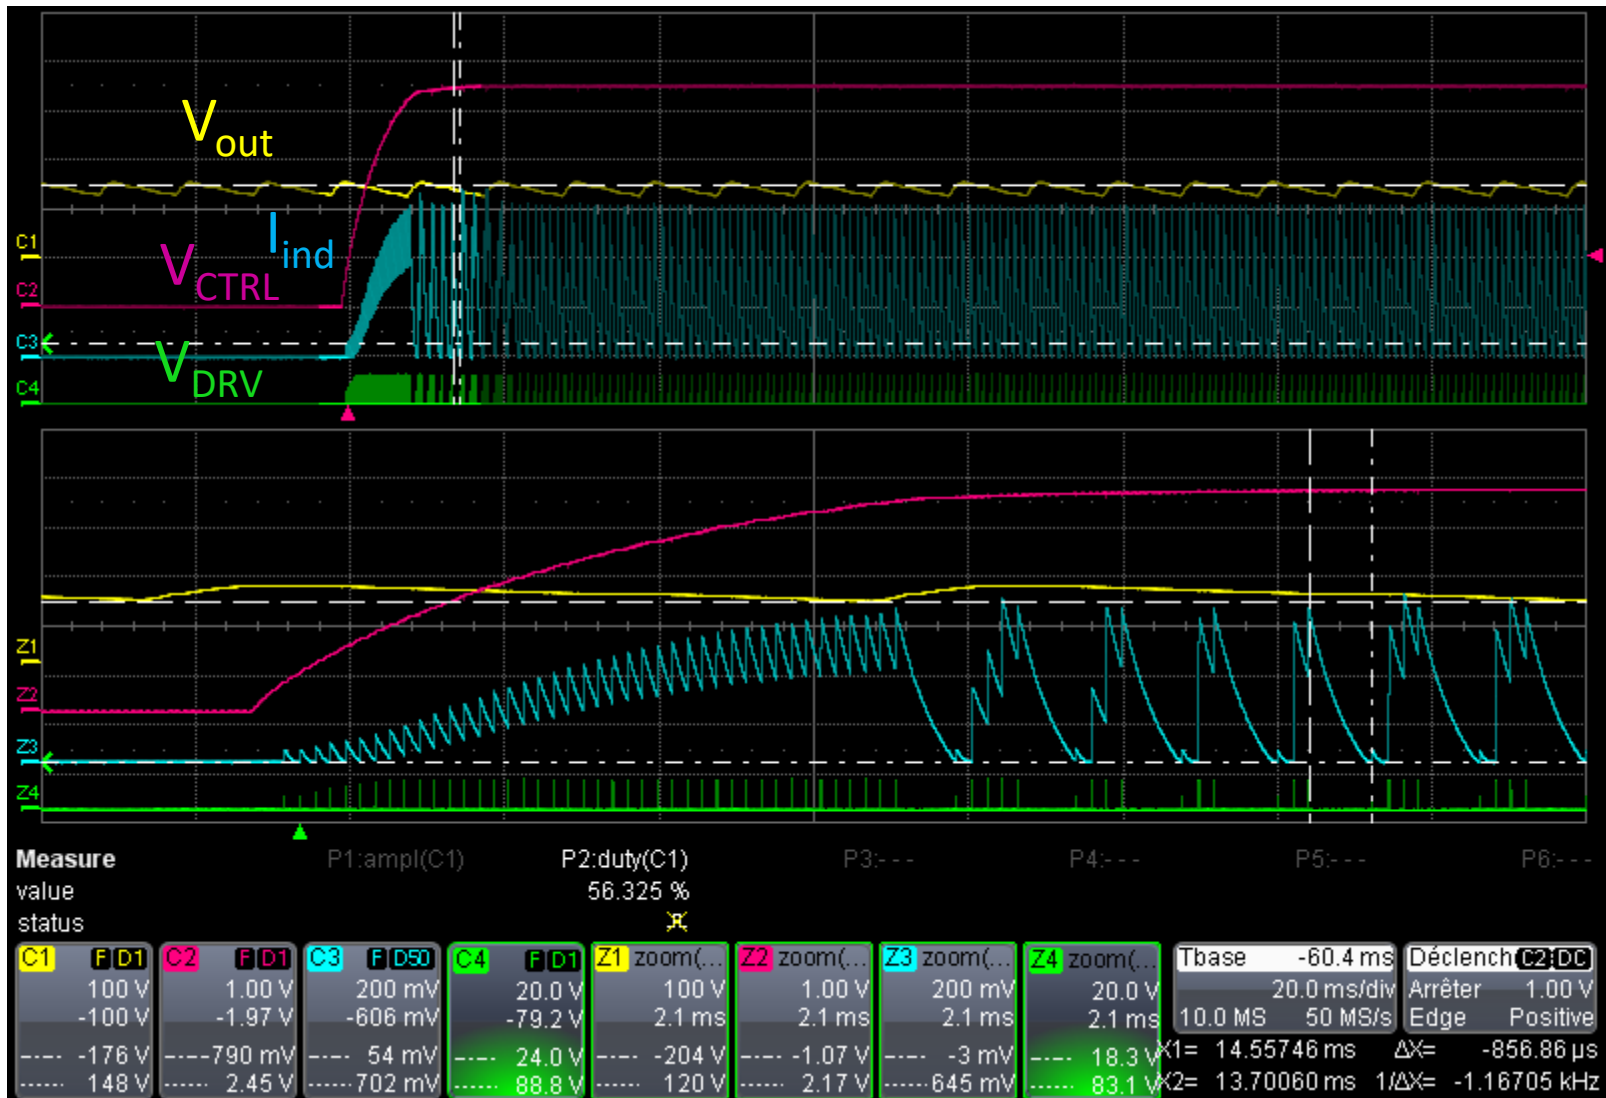 V_out
C1
I_ind
V_CTRL
C2
C3
V_DRV
C4
Z1
Z2
Z3
Z4
Measure P1:ampl(C1) P2:duty(C1) P3:--- P4:--- P5:--- P6:---
value 56.325 %
status
C1 F D1 C2 F D1 C3 F D50 C4 F D1 Z1 zoom(... Z2 zoom(... Z3 zoom(... Z4 zoom(... Tbase -60.4 ms Déclench C2 DC
100 V 1.00 V 200 mV 20.0 V 100 V 1.00 V 200 mV 20.0 V 20.0 ms/div Arrêter 1.00 V
-100 V -1.97 V -606 mV -79.2 V 2.1 ms 2.1 ms 2.1 ms 2.1 ms 10.0 MS 50 MS/s Edge Positive
-176 V -790 mV 54 mV 24.0 V -204 V -1.07 V -3 mV 18.3 V X1= 14.55746 ms ΔX= -856.86 µs
148 V 2.45 V 702 mV 88.8 V 120 V 2.17 V 645 mV 83.1 V X2= 13.70060 ms 1/ΔX= -1.16705 kHz